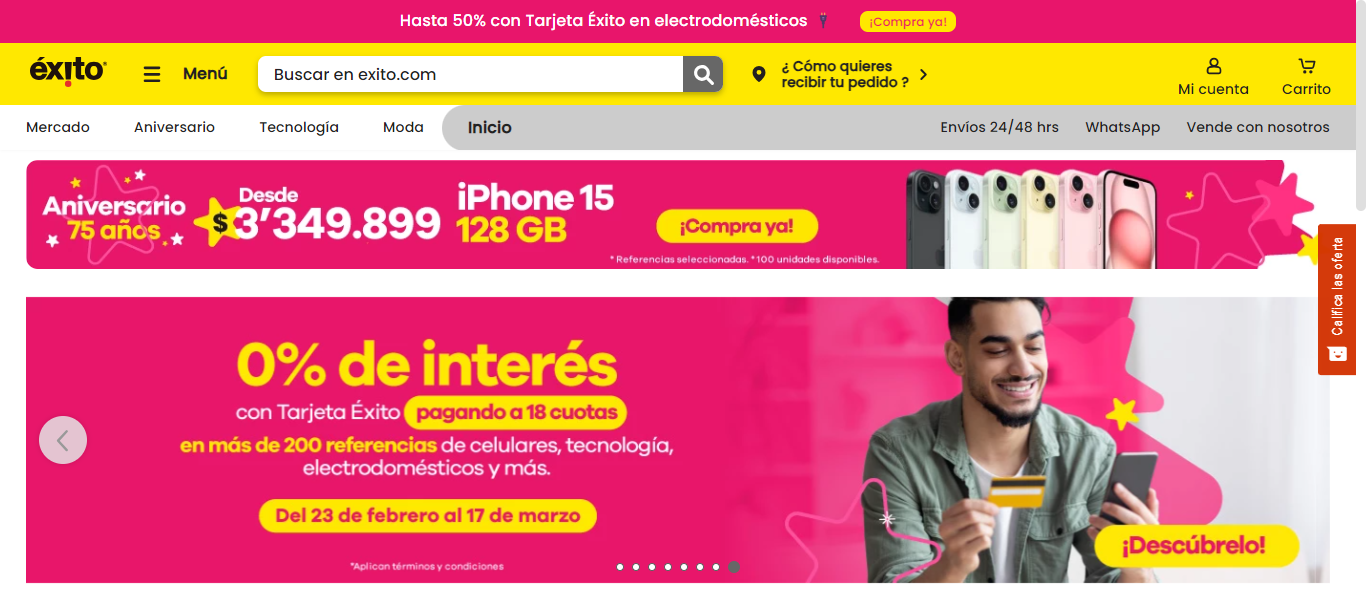 Hasta 50% con Tarjeta Éxito en electrodomésticos
¡Compra ya!
éxito
Menú
Buscar en exito.com
¿ Cómo quieres
recibir tu pedido ?
Mi cuenta
Carrito
Mercado
Aniversario
Tecnología
Moda
Inicio
Envíos 24/48 hrs
WhatsApp
Vende con nosotros
Aniversario
75 años
Desde
$3’349.899
iPhone 15
128 GB
¡Compra ya!
* Referencias seleccionadas. *100 unidades disponibles.
Califica las oferta
0% de interés
con Tarjeta Éxito pagando a 18 cuotas
en más de 200 referencias de celulares, tecnología,
electrodomésticos y más.
Del 23 de febrero al 17 de marzo
*Aplican términos y condiciones
¡Descúbrelo!